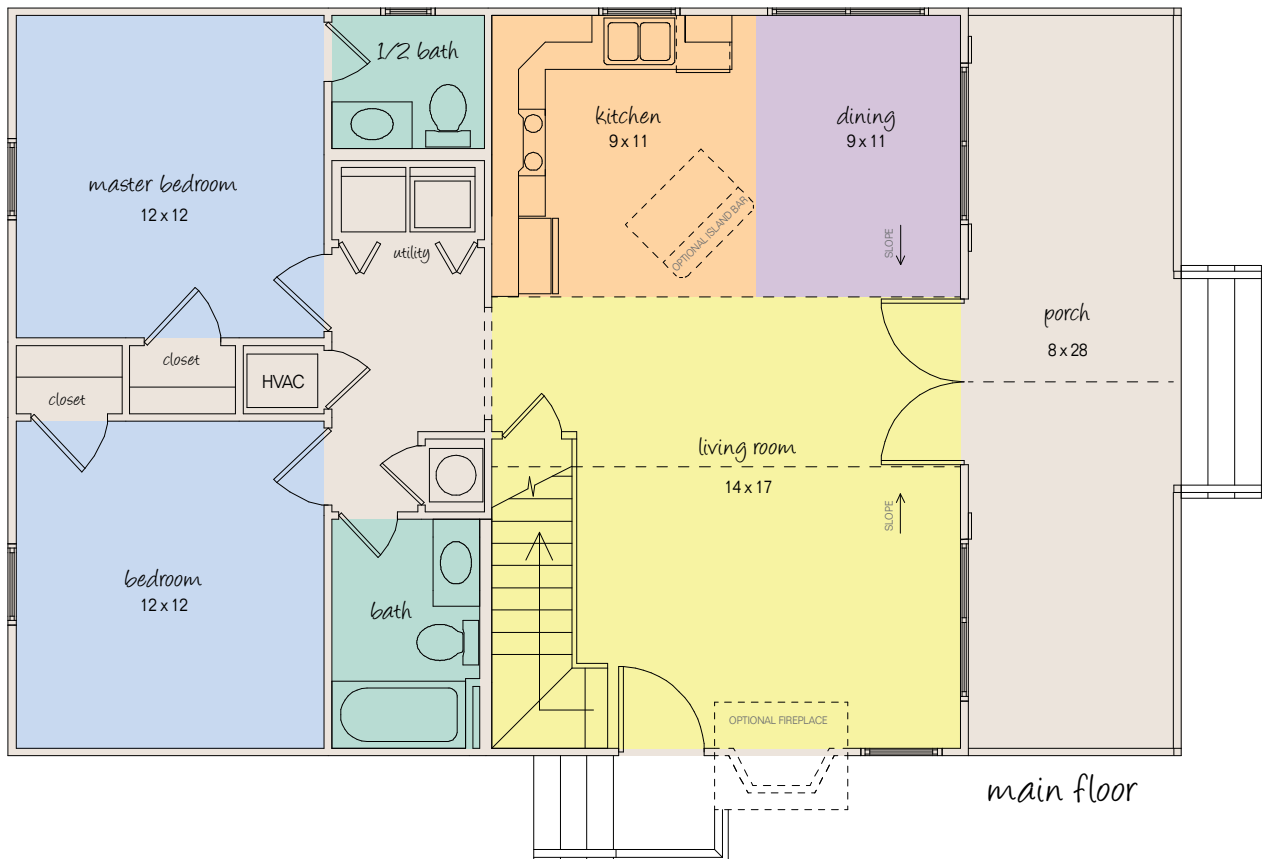 1/2 bath
kitchen
9 x 11
dining
9 x 11
master bedroom
12 x 12
OPTIONAL ISLAND BAR
utility
SLOPE
porch
8 x 28
closet
HVAC
closet
living room
14 x 17
SLOPE
bedroom
12 x 12
bath
OPTIONAL FIREPLACE
main floor